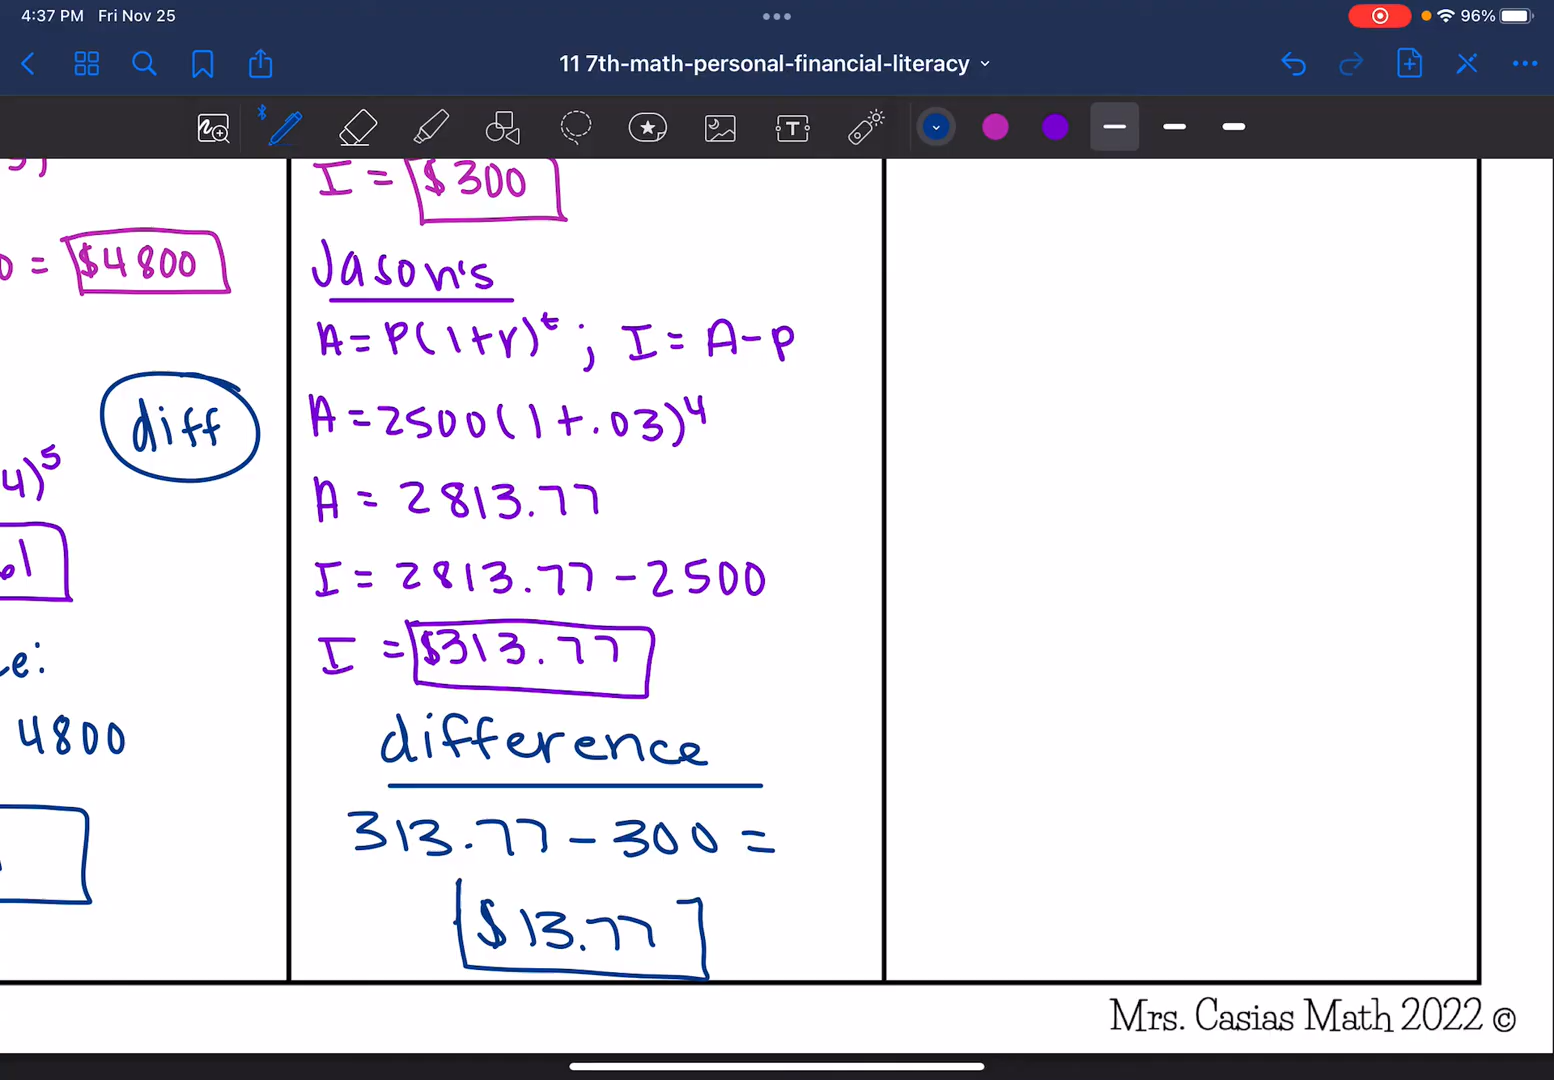 4:37 PM Fri Nov 25
96%
11 7th-math-personal-financial-literacy
T
= $4800
diff
4)⁵
61
ce:
4800
I = $300
Jason's
A = P(1+r)ᵗ ; I = A-p
A = 2500(1+.03)⁴
A = 2813.77
I = 2813.77 - 2500
I = $313.77
difference
313.77 - 300 =
$13.77
Mrs. Casias Math 2022 ©